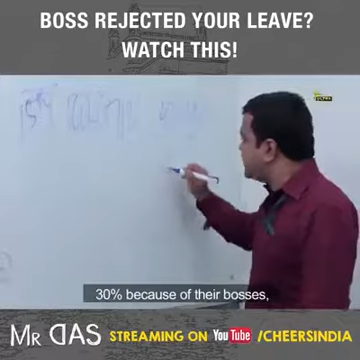 BOSS REJECTED YOUR LEAVE?
WATCH THIS!
30% because of their bosses,
MR DAS STREAMING ON YouTube /CHEERSINDIA